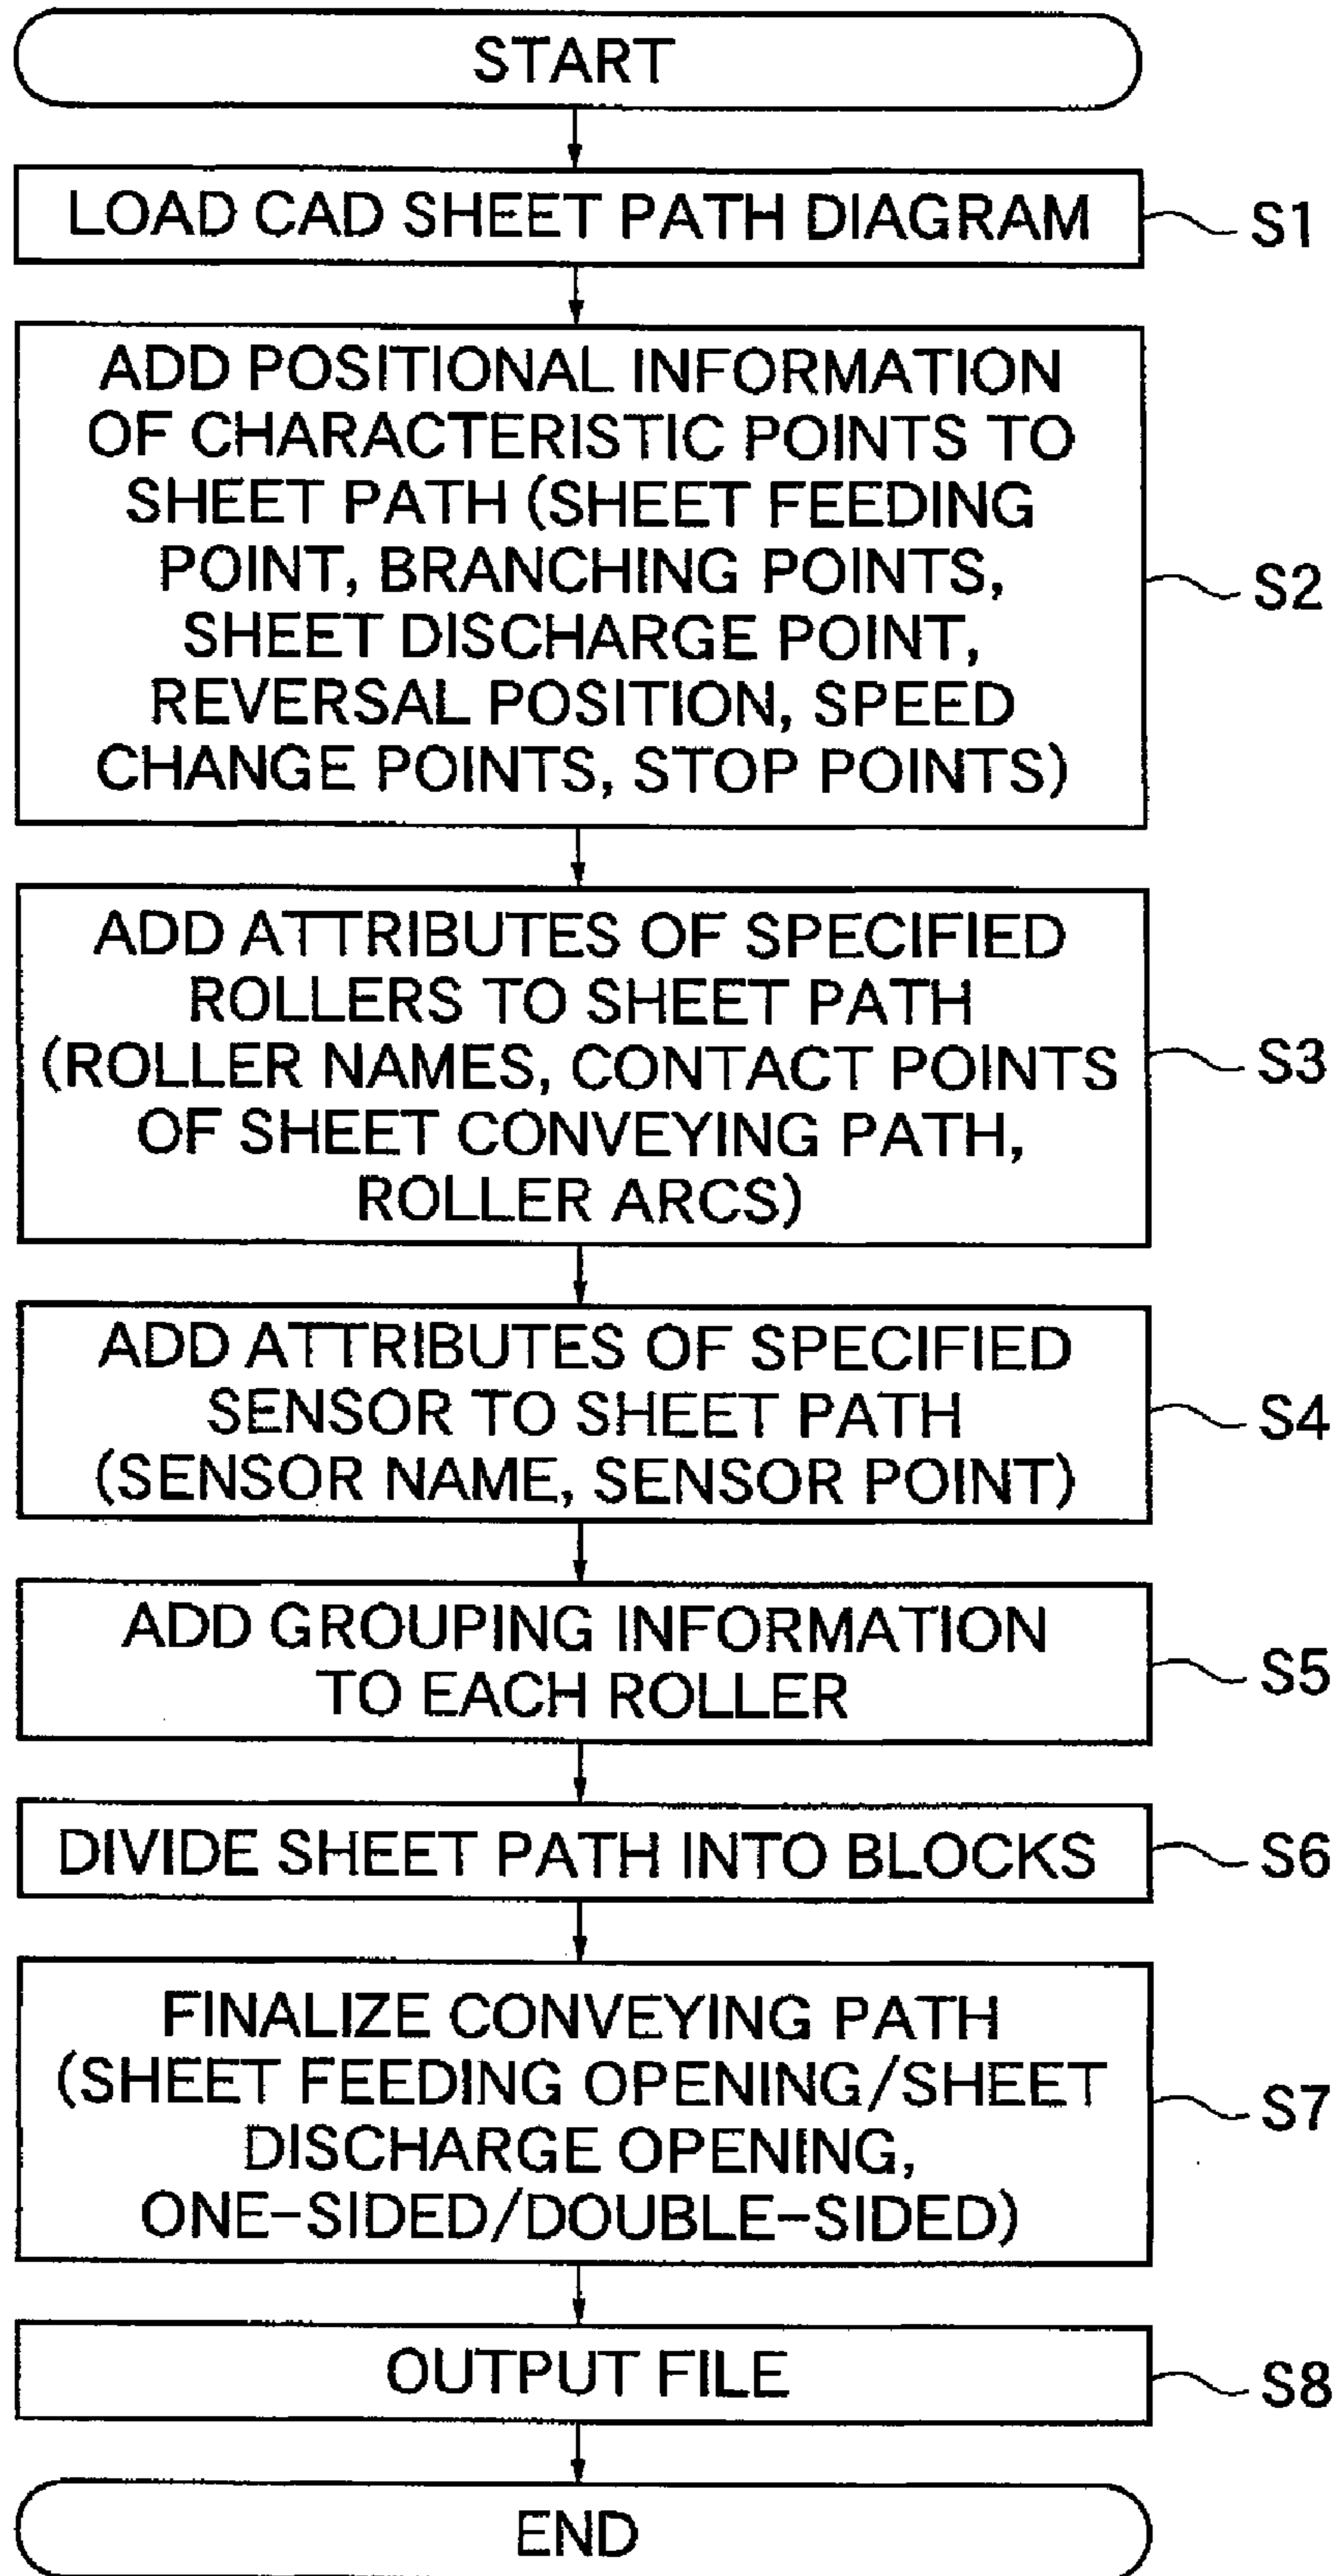 START
LOAD CAD SHEET PATH DIAGRAM
S1
ADD POSITIONAL INFORMATION
OF CHARACTERISTIC POINTS TO
SHEET PATH (SHEET FEEDING
POINT, BRANCHING POINTS,
SHEET DISCHARGE POINT,
REVERSAL POSITION, SPEED
CHANGE POINTS, STOP POINTS)
S2
ADD ATTRIBUTES OF SPECIFIED
ROLLERS TO SHEET PATH
(ROLLER NAMES, CONTACT POINTS
OF SHEET CONVEYING PATH,
ROLLER ARCS)
S3
ADD ATTRIBUTES OF SPECIFIED
SENSOR TO SHEET PATH
(SENSOR NAME, SENSOR POINT)
S4
ADD GROUPING INFORMATION
TO EACH ROLLER
S5
DIVIDE SHEET PATH INTO BLOCKS
S6
FINALIZE CONVEYING PATH
(SHEET FEEDING OPENING/SHEET
DISCHARGE OPENING,
ONE-SIDED/DOUBLE-SIDED)
S7
OUTPUT FILE
S8
END